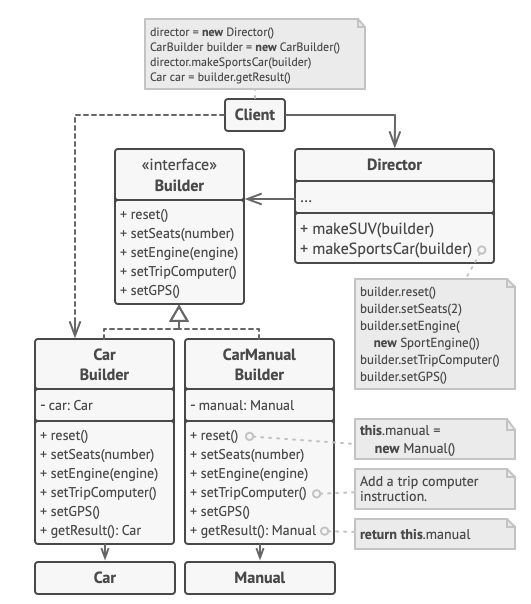 director = new Director()
CarBuilder builder = new CarBuilder()
director.makeSportsCar(builder)
Car car = builder.getResult()
Client
«interface»
Builder
+ reset()
+ setSeats(number)
+ setEngine(engine)
+ setTripComputer()
+ setGPS()
Director
...
+ makeSUV(builder)
+ makeSportsCar(builder)
builder.reset()
builder.setSeats(2)
builder.setEngine(
new SportEngine())
builder.setTripComputer()
builder.setGPS()
Car
Builder
- car: Car
+ reset()
+ setSeats(number)
+ setEngine(engine)
+ setTripComputer()
+ setGPS()
+ getResult(): Car
CarManual
Builder
- manual: Manual
+ reset()
+ setSeats(number)
+ setEngine(engine)
+ setTripComputer()
+ setGPS()
+ getResult(): Manual
this.manual =
new Manual()
Add a trip computer
instruction.
return this.manual
Car
Manual